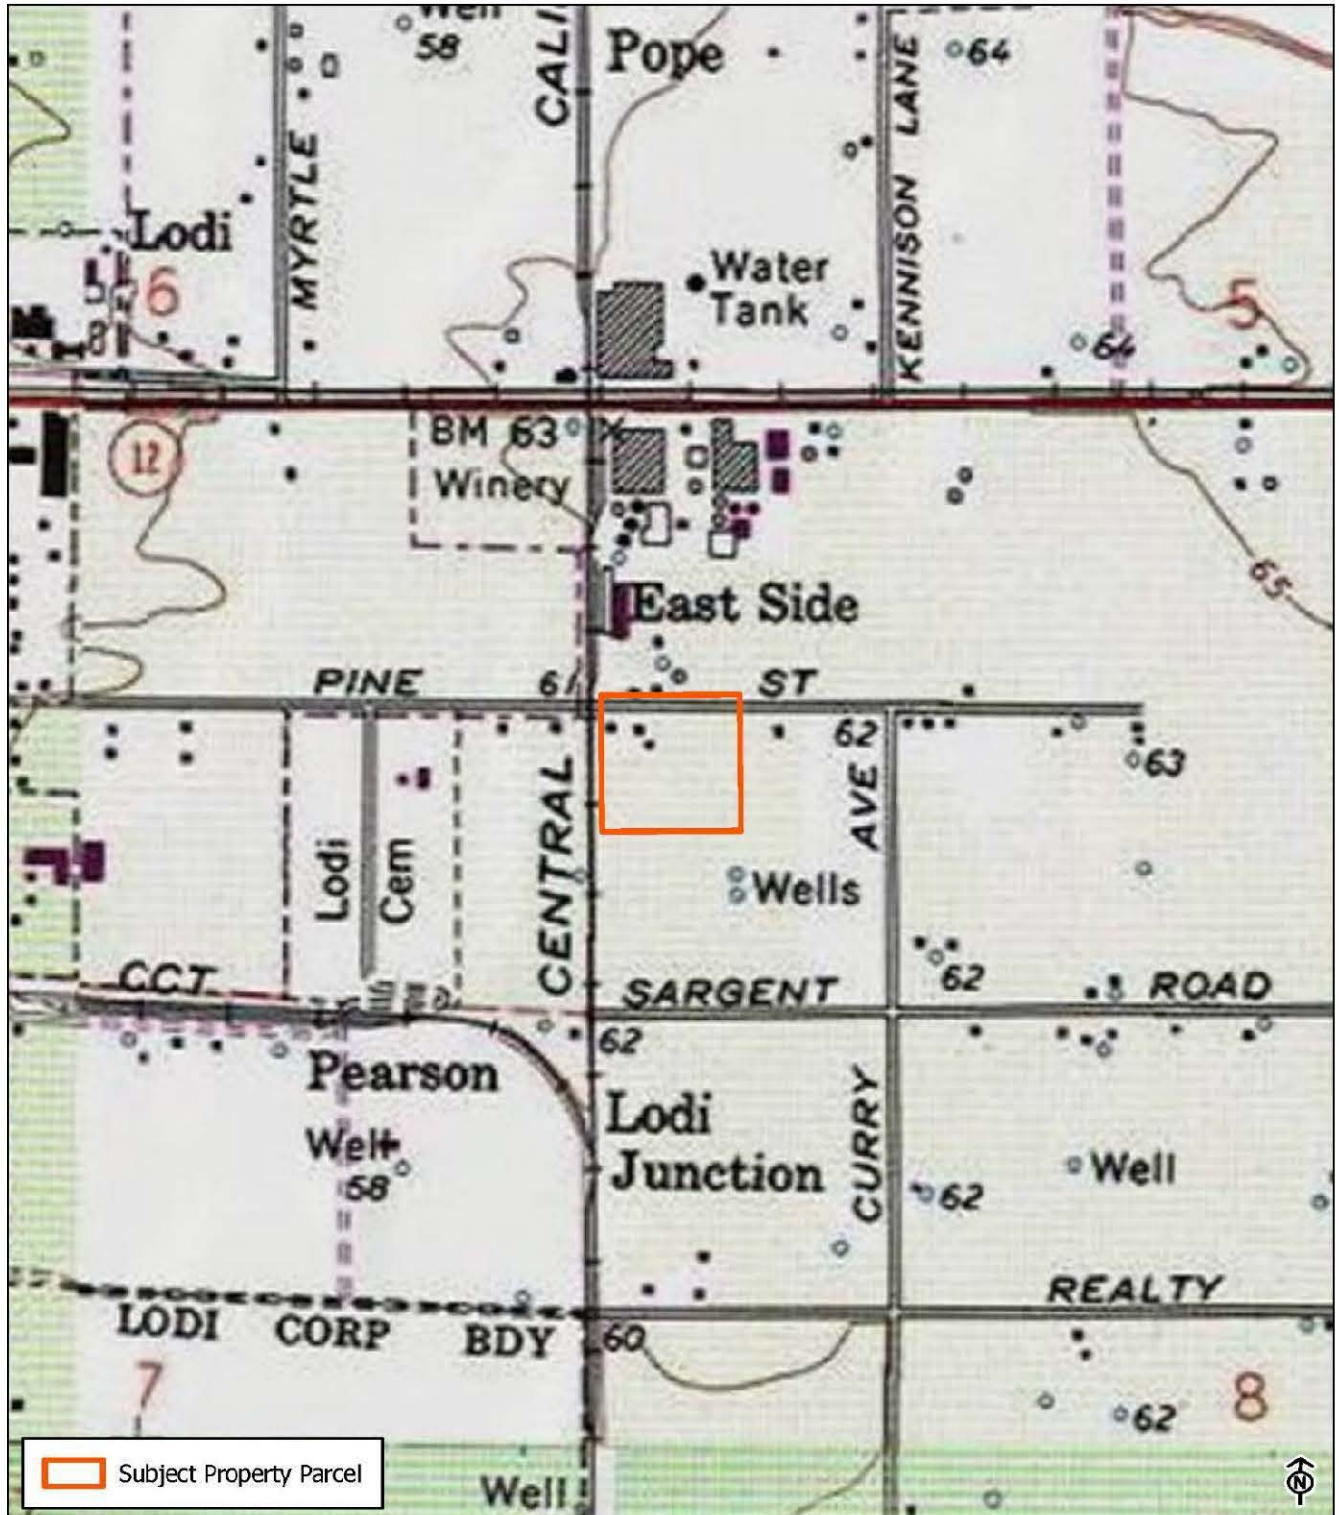 Well
58
CALI
Pope
64
KENNISON LANE
MYRTLE
Lodi
6
Water
Tank
5
64
12
BM 63
Winery
65
East Side
PINE
61
ST
62
AVE
63
Lodi
Cem
CENTRAL
Wells
CCT
SARGENT
62
ROAD
Pearson
62
Lodi
Junction
CURRY
Well
58
62
Well
REALTY
LODI CORP BDY
60
7
62
8
Subject Property Parcel
Well
N